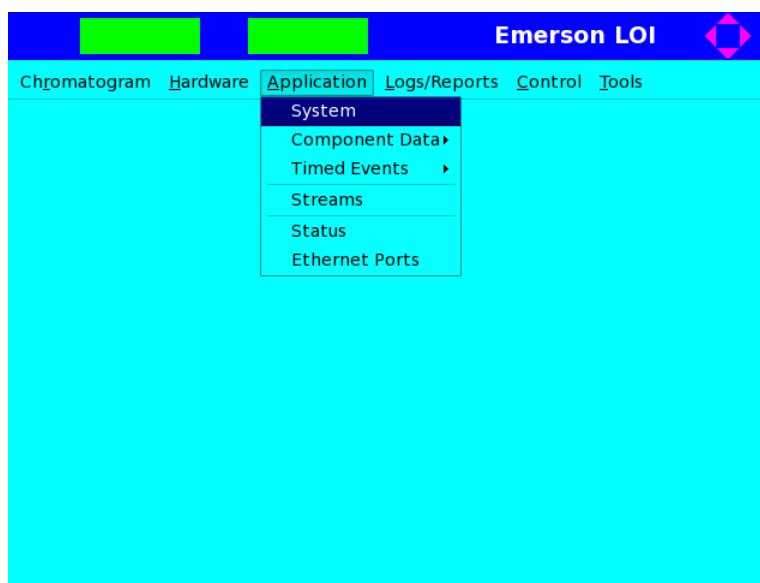 Emerson LOI
Chromatogram Hardware Application Logs/Reports Control Tools
System
Component Data
Timed Events
Streams
Status
Ethernet Ports